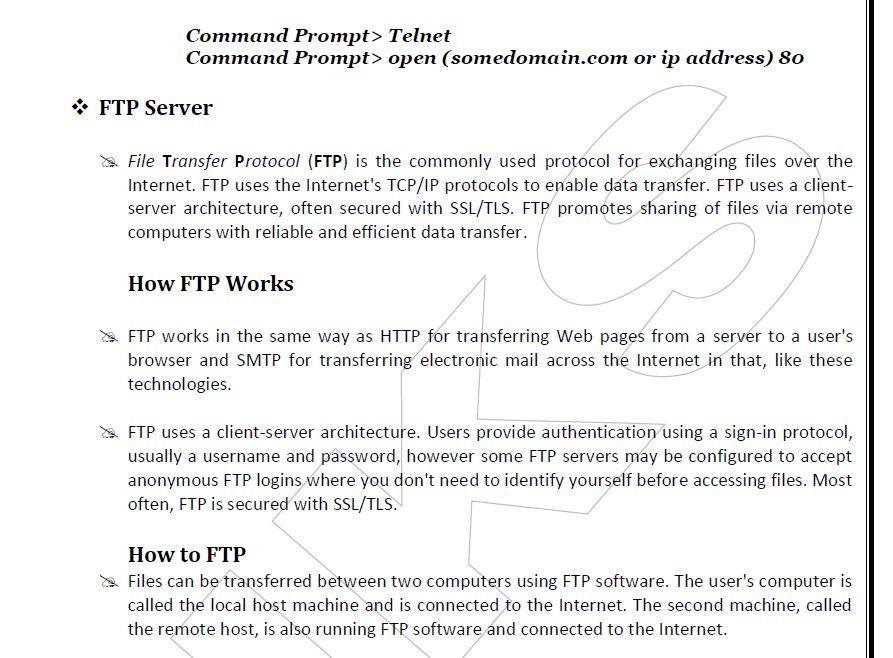 Command Prompt> Telnet
Command Prompt> open (somedomain.com or ip address) 80
❖ FTP Server
File Transfer Protocol (FTP) is the commonly used protocol for exchanging files over the
Internet. FTP uses the Internet's TCP/IP protocols to enable data transfer. FTP uses a client-
server architecture, often secured with SSL/TLS. FTP promotes sharing of files via remote
computers with reliable and efficient data transfer.
How FTP Works
FTP works in the same way as HTTP for transferring Web pages from a server to a user's
browser and SMTP for transferring electronic mail across the Internet in that, like these
technologies.
FTP uses a client-server architecture. Users provide authentication using a sign-in protocol,
usually a username and password, however some FTP servers may be configured to accept
anonymous FTP logins where you don't need to identify yourself before accessing files. Most
often, FTP is secured with SSL/TLS.
How to FTP
Files can be transferred between two computers using FTP software. The user's computer is
called the local host machine and is connected to the Internet. The second machine, called
the remote host, is also running FTP software and connected to the Internet.